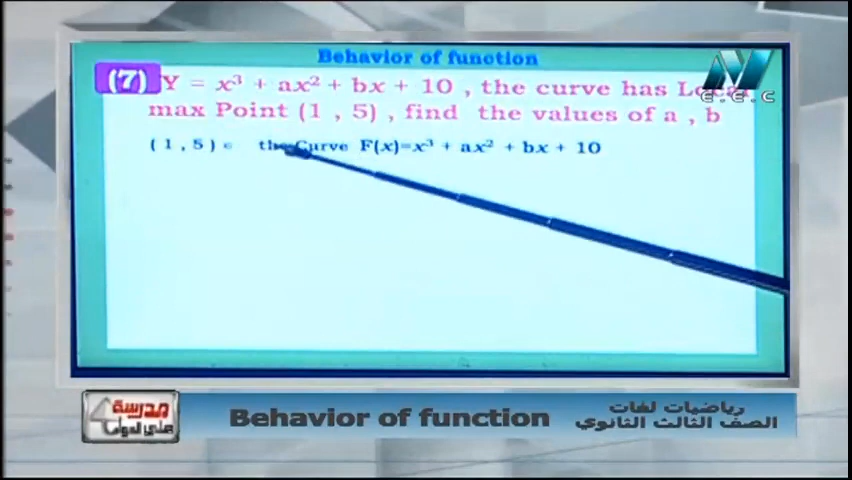 Behavior of function
(7) Y = x³ + ax² + bx + 10 , the curve has Local
max Point (1 , 5) , find the values of a , b
(1 , 5) ∈ the Curve F(x)=x³ + ax² + bx + 10
e.e.c
مدرسة
على الهواء
Behavior of function
رياضيات لغات
الصف الثالث الثانوي